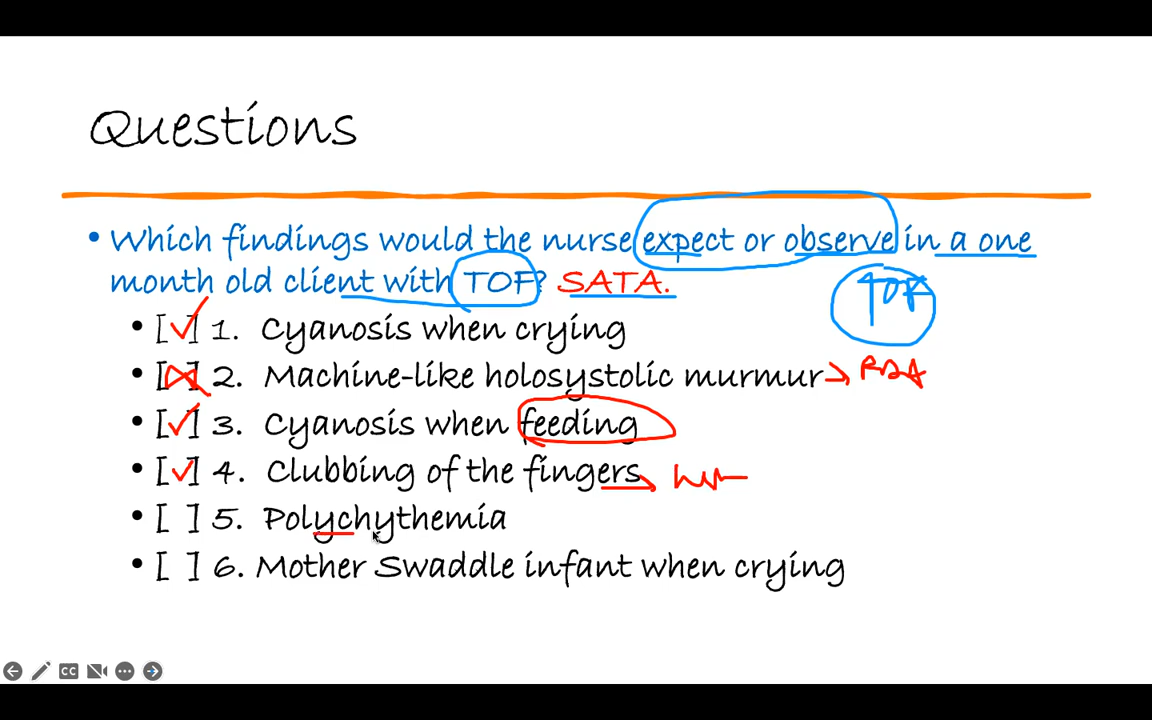 Questions
• Which findings would the nurse expect or observe in a one
month old client with TOF? SATA.
TOF
• [✓] 1. Cyanosis when crying
• [X] 2. Machine-like holosystolic murmur → PDA
• [✓] 3. Cyanosis when feeding
• [✓] 4. Clubbing of the fingers
• [ ] 5. Polychythemia
• [ ] 6. Mother Swaddle infant when crying
CC